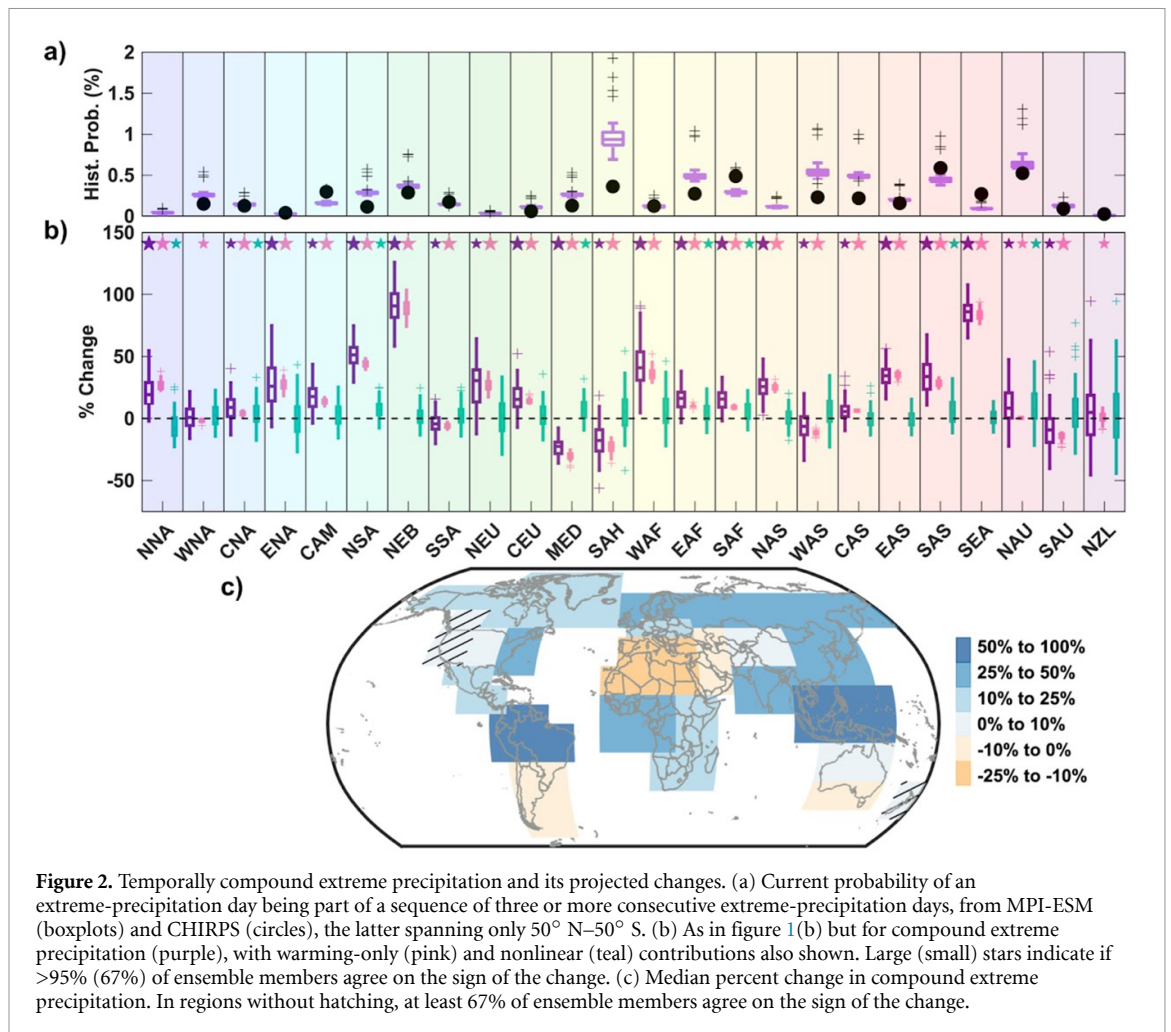 a)
Hist. Prob. (%)
2
1.5
1
0.5
0
b)
% Change
150
100
50
0
-50
NNA WNA CNA ENA CAM NSA NEB SSA NEU CEU MED SAH WAF EAF SAF NAS WAS CAS EAS SAS SEA NAU SAU NZL
c)
50% to 100%
25% to 50%
10% to 25%
0% to 10%
-10% to 0%
-25% to -10%
Figure 2. Temporally compound extreme precipitation and its projected changes. (a) Current probability of an
extreme-precipitation day being part of a sequence of three or more consecutive extreme-precipitation days, from MPI-ESM
(boxplots) and CHIRPS (circles), the latter spanning only 50° N–50° S. (b) As in figure 1(b) but for compound extreme
precipitation (purple), with warming-only (pink) and nonlinear (teal) contributions also shown. Large (small) stars indicate if
>95% (67%) of ensemble members agree on the sign of the change. (c) Median percent change in compound extreme
precipitation. In regions without hatching, at least 67% of ensemble members agree on the sign of the change.